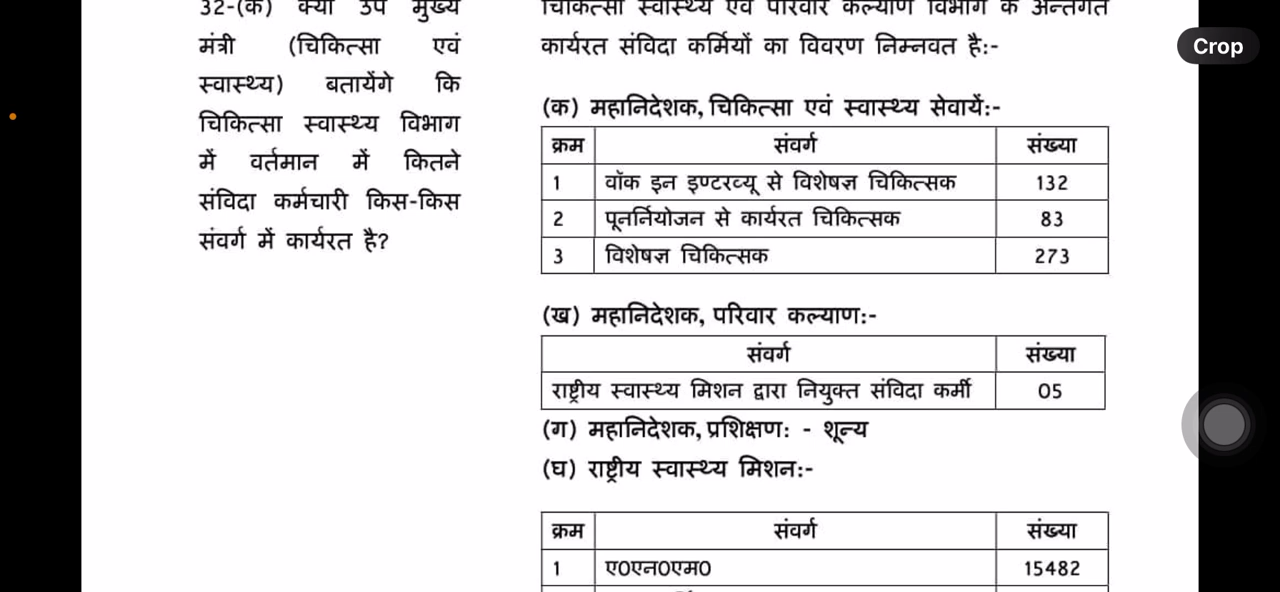 32-(क) क्या उप मुख्य
मंत्री (चिकित्सा एवं
स्वास्थ्य) बतायेंगे कि
चिकित्सा स्वास्थ्य विभाग
में वर्तमान में कितने
संविदा कर्मचारी किस-किस
संवर्ग में कार्यरत है?
चिकित्सा स्वास्थ्य एवं परिवार कल्याण विभाग के अन्तर्गत
कार्यरत संविदा कर्मियों का विवरण निम्नवत है:-
(क) महानिदेशक, चिकित्सा एवं स्वास्थ्य सेवायें:-
क्रम संवर्ग संख्या
1 वॉक इन इण्टरव्यू से विशेषज्ञ चिकित्सक 132
2 पूनर्नियोजन से कार्यरत चिकित्सक 83
3 विशेषज्ञ चिकित्सक 273
(ख) महानिदेशक, परिवार कल्याण:-
संवर्ग संख्या
राष्ट्रीय स्वास्थ्य मिशन द्वारा नियुक्त संविदा कर्मी 05
(ग) महानिदेशक, प्रशिक्षण: - शून्य
(घ) राष्ट्रीय स्वास्थ्य मिशन:-
क्रम संवर्ग संख्या
1 ए0एन0एम0 15482
Crop